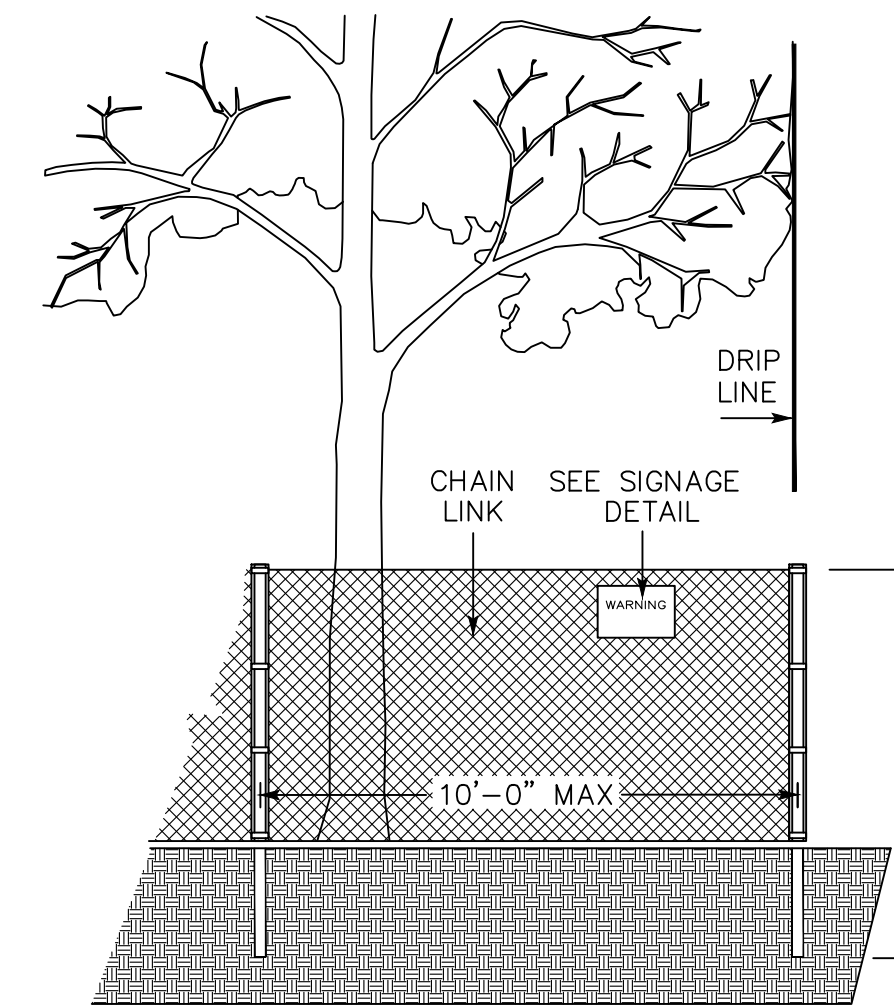 DRIP
LINE
CHAIN
LINK
SEE SIGNAGE
DETAIL
WARNING
10'-0" MAX